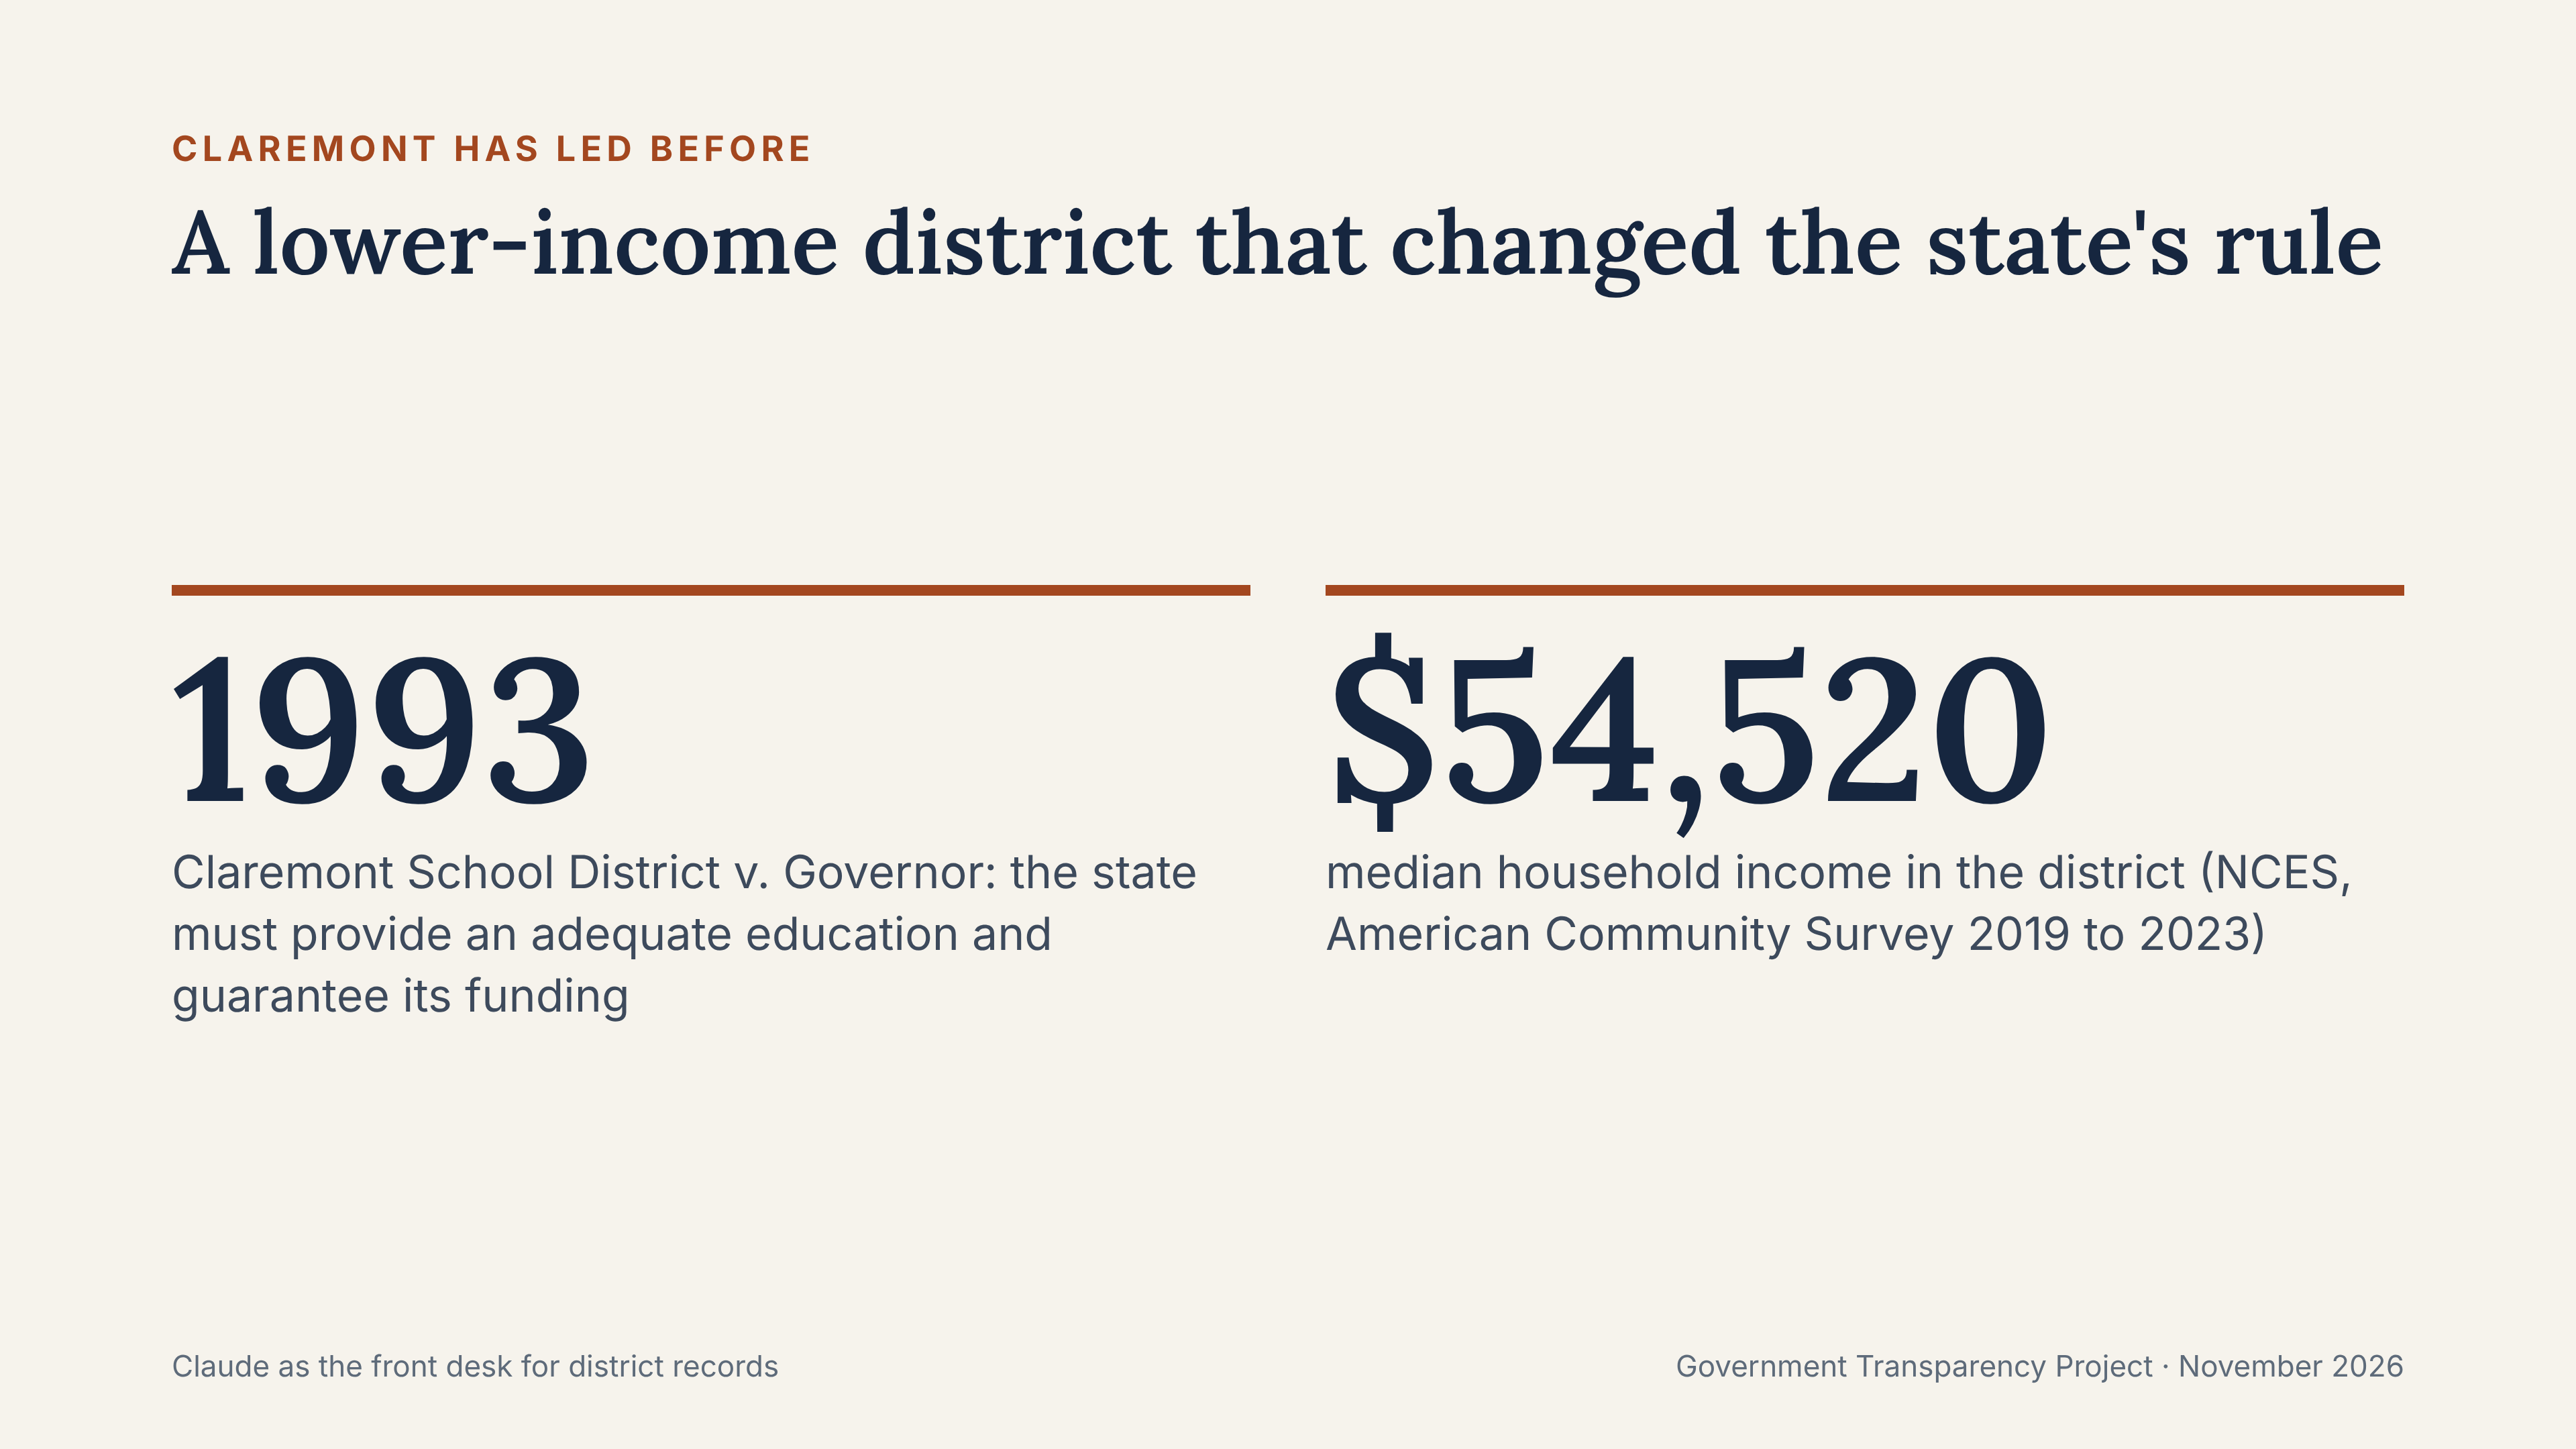 CLAREMONT HAS LED BEFORE
A lower-income district that changed the state's rule
1993
Claremont School District v. Governor: the state
must provide an adequate education and
guarantee its funding
$54,520
median household income in the district (NCES,
American Community Survey 2019 to 2023)
Claude as the front desk for district records
Government Transparency Project · November 2026